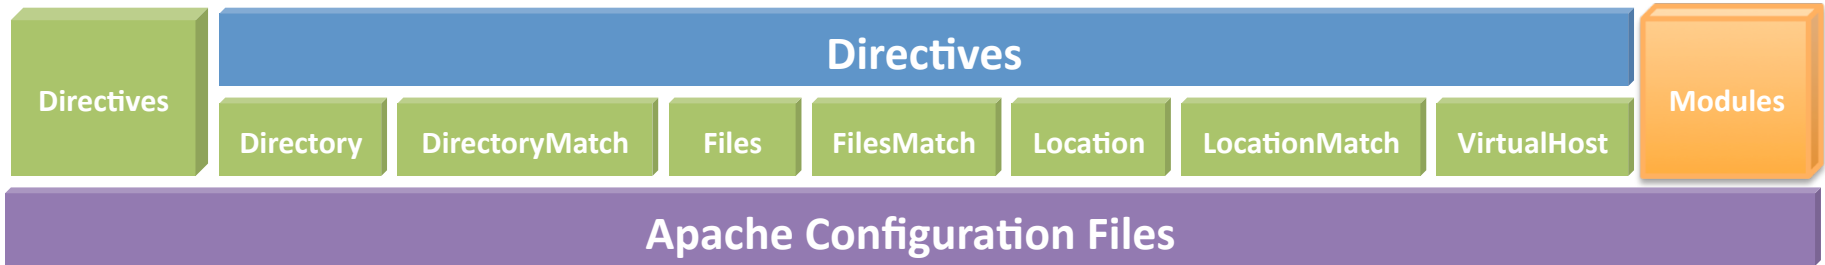 Directives
Directives
Modules
Directory
DirectoryMatch
Files
FilesMatch
Location
LocationMatch
VirtualHost
Apache Configuration Files